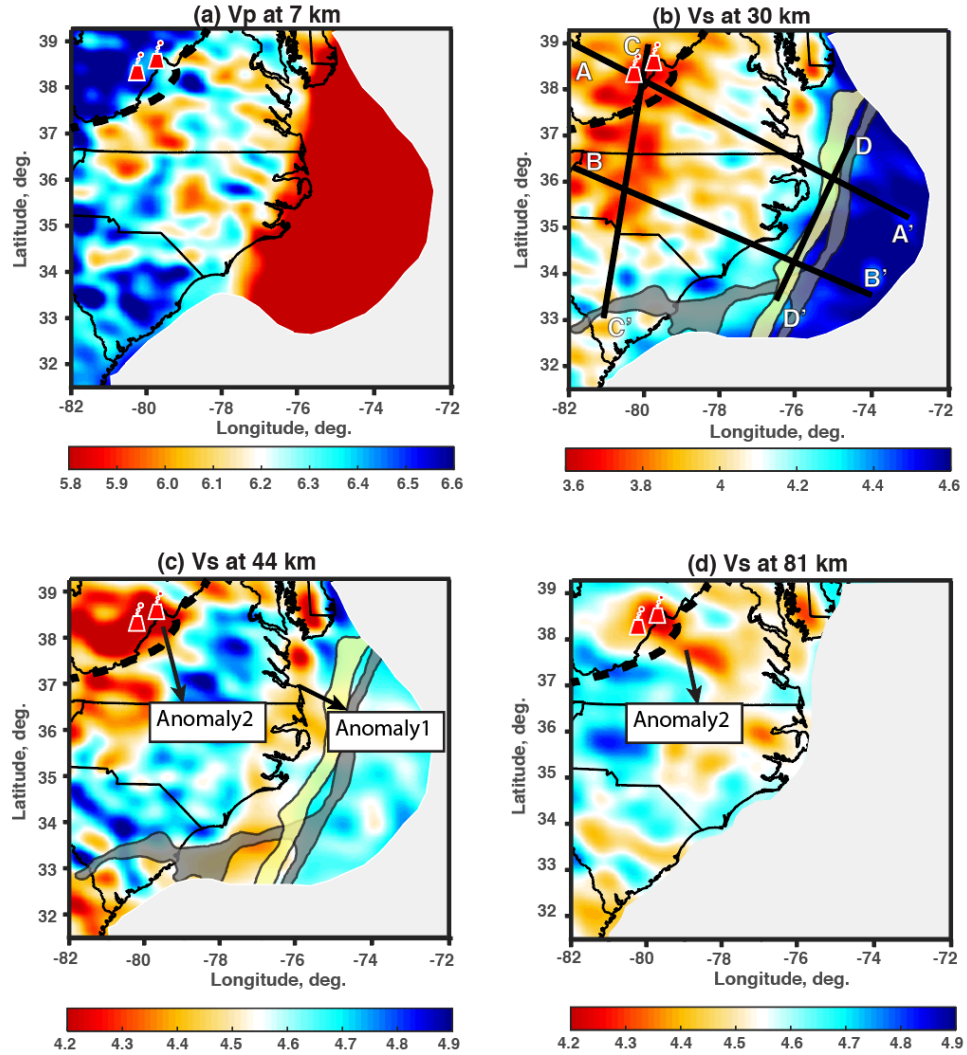 (a) Vp at 7 km
39
38
37
36
35
34
33
32
Latitude, deg.
-82 -80 -78 -76 -74 -72
Longitude, deg.
5.8 5.9 6.0 6.1 6.2 6.3 6.4 6.5 6.6
(b) Vs at 30 km
39
38
37
36
35
34
33
32
Latitude, deg.
C
A
D
B
A'
B'
D'
C'
-82 -80 -78 -76 -74 -72
Longitude, deg.
3.6 3.8 4 4.2 4.4 4.6
(c) Vs at 44 km
39
38
37
36
35
34
33
32
Latitude, deg.
Anomaly2
Anomaly1
-82 -80 -78 -76 -74 -72
Longitude, deg.
4.2 4.3 4.4 4.5 4.6 4.7 4.8 4.9
(d) Vs at 81 km
39
38
37
36
35
34
33
32
Latitude, deg.
Anomaly2
-82 -80 -78 -76 -74 -72
Longitude, deg.
4.2 4.3 4.4 4.5 4.6 4.7 4.8 4.9